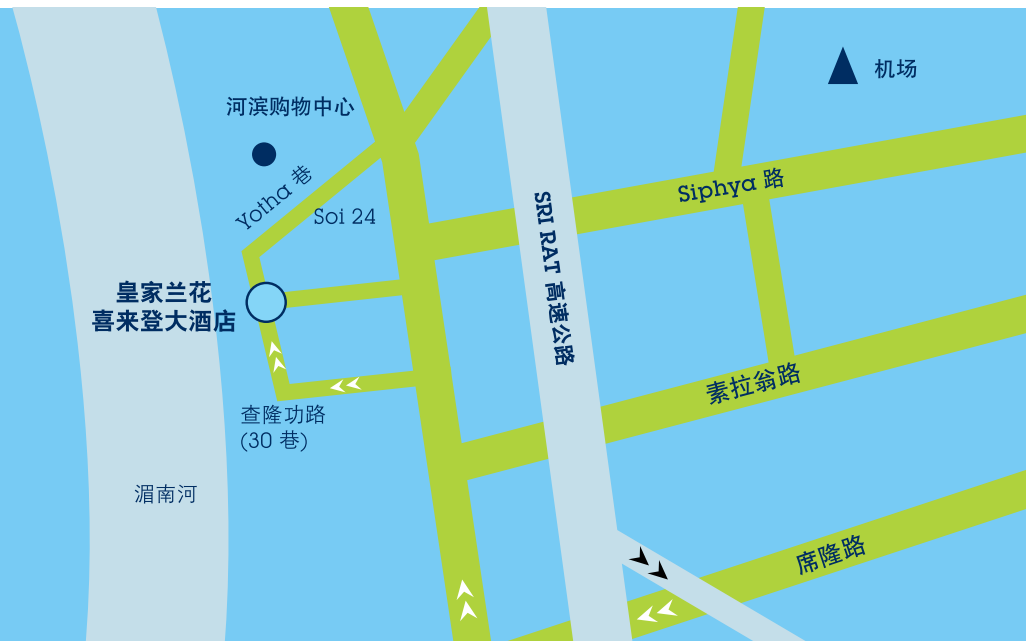 机场
河滨购物中心
Yotha 巷
Soi 24
Siphya 路
SRI RAT 高速公路
皇家兰花
喜来登大酒店
素拉翁路
查隆功路
(30 巷)
湄南河
席隆路